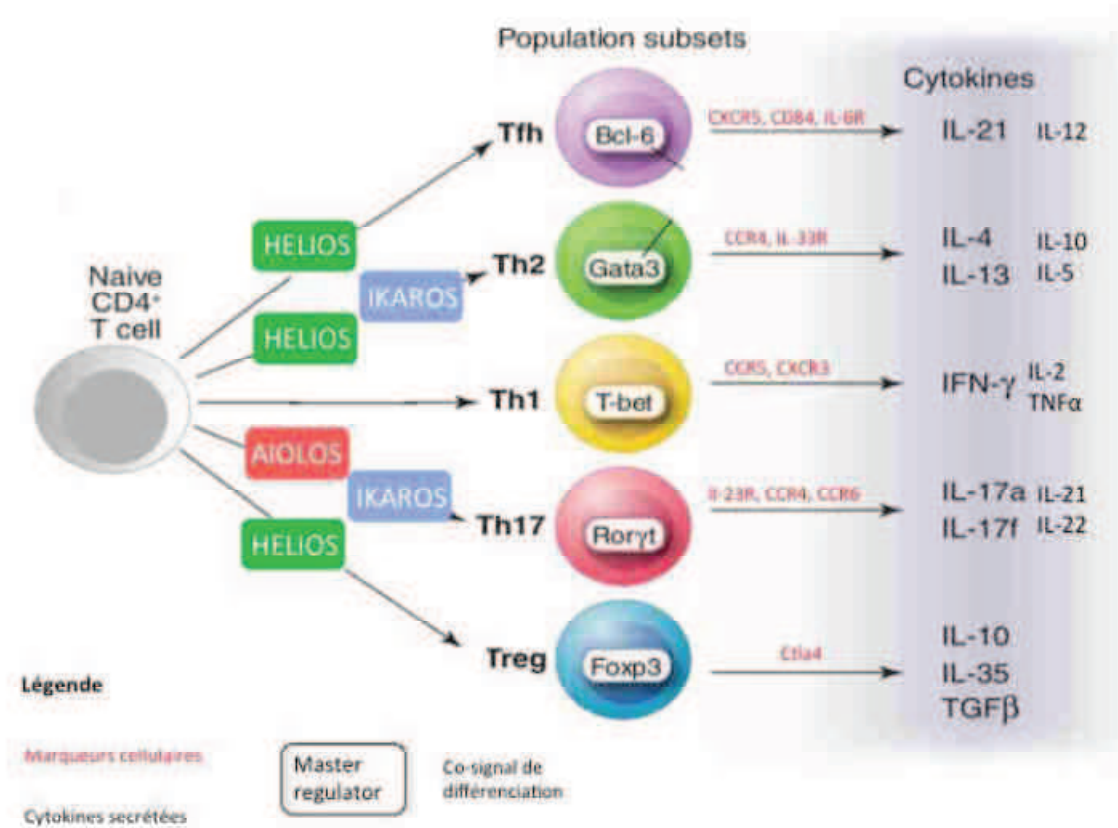 Population subsets
Cytokines
Tfh
Bcl-6
CXCR5, CD84, IL-6R
IL-21
IL-12
HELIOS
Th2
Gata3
CCR4, IL-33R
IL-4
IL-10
IL-13
IL-5
IKAROS
Naive
CD4+
T cell
HELIOS
Th1
T-bet
CCR5, CXCR3
IFN-γ
IL-2
TNFα
AIOLOS
IKAROS
Th17
Rorγt
Il-23R, CCR4, CCR6
IL-17a
IL-21
IL-17f
IL-22
HELIOS
Treg
Foxp3
Ctla4
IL-10
IL-35
TGFβ
Légende
Marqueurs cellulaires
Master
regulator
Co-signal de
différenciation
Cytokines secrétées